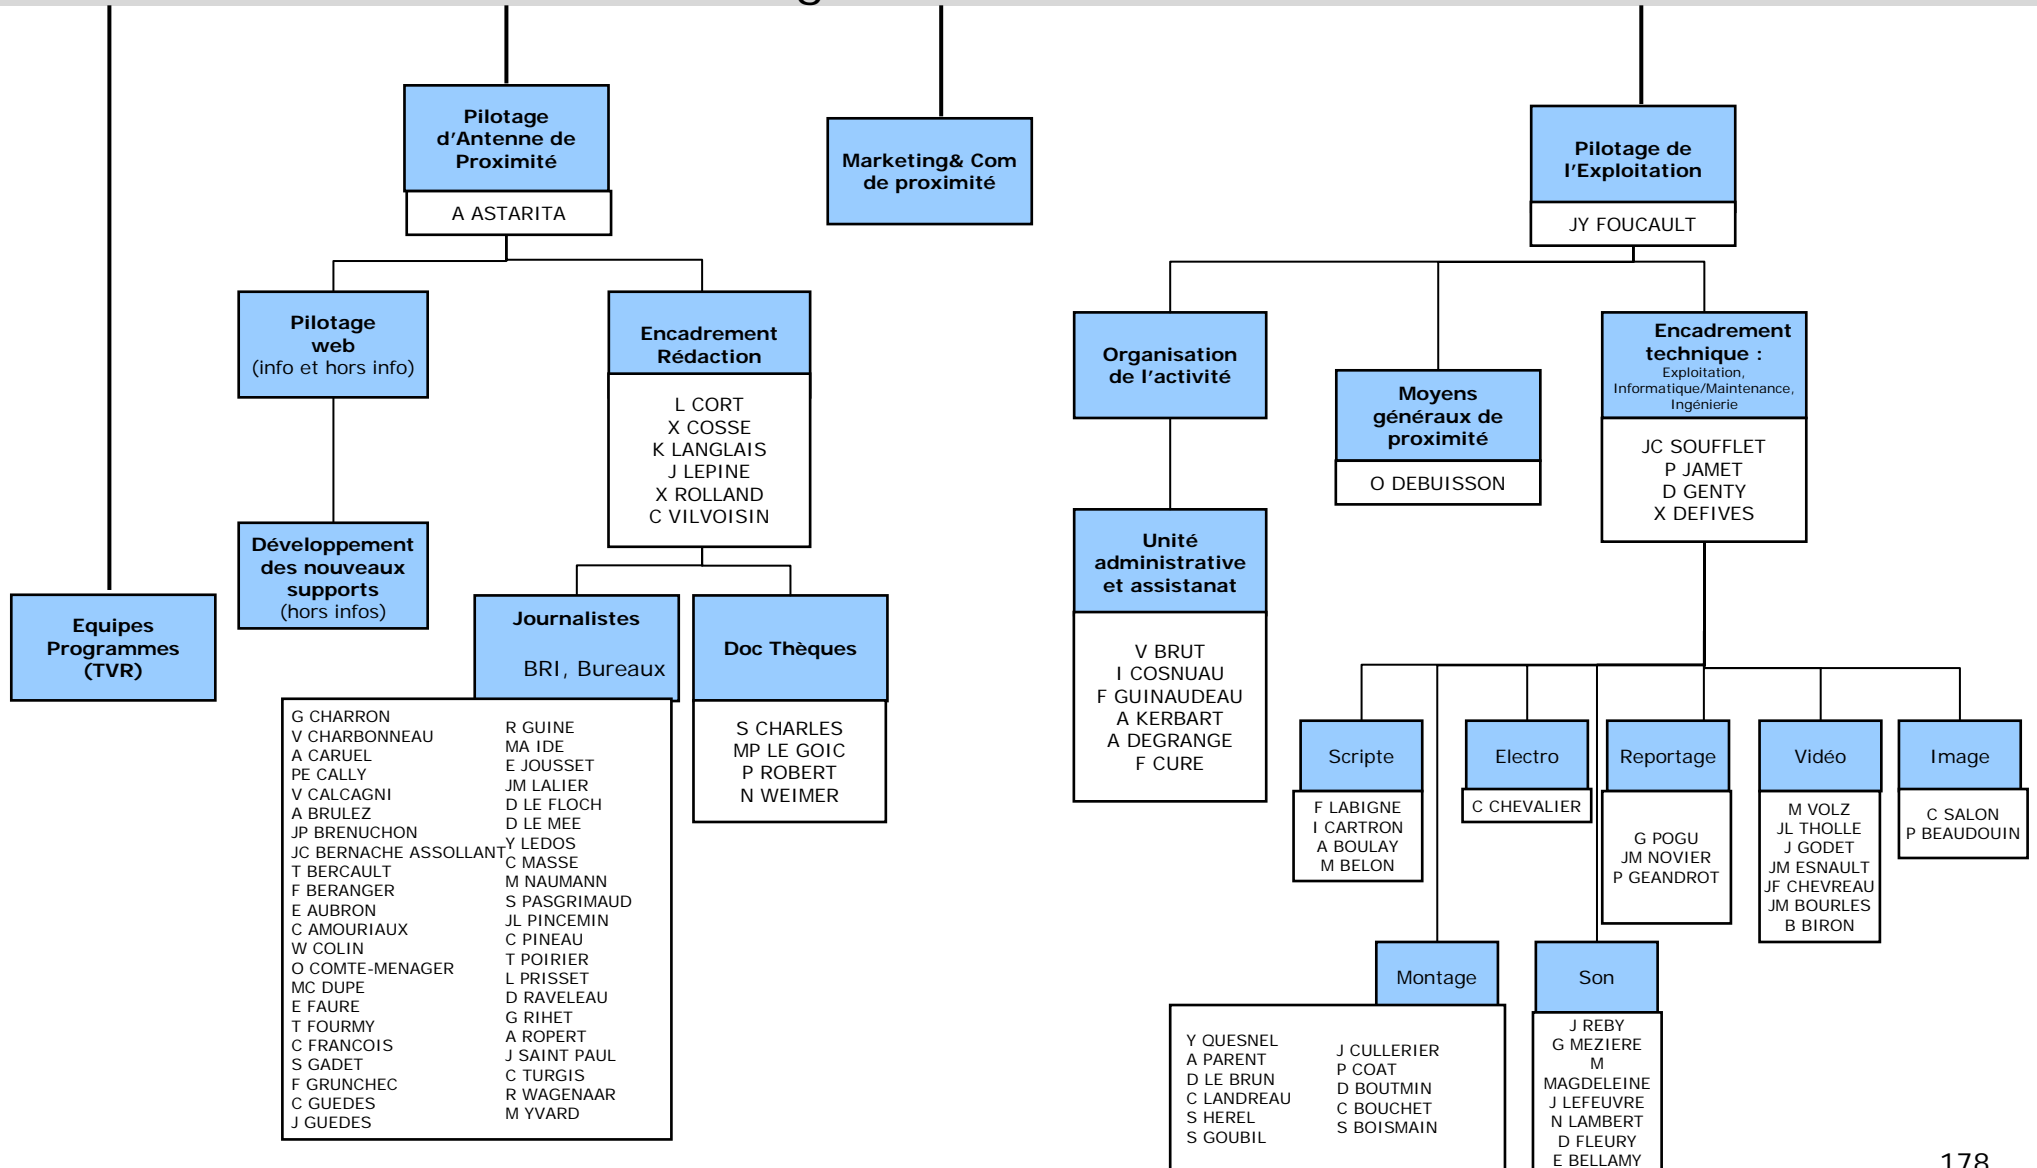 Pilotage
d'Antenne de
Proximité
A ASTARITA
Marketing& Com
de proximité
Pilotage de
l'Exploitation
JY FOUCAULT
Pilotage
web
(info et hors info)
Encadrement
Rédaction
L CORT
X COSSE
K LANGLAIS
J LEPINE
X ROLLAND
C VILVOISIN
Organisation
de l'activité
Moyens
généraux de
proximité
O DEBUISSON
Encadrement
technique :
Exploitation,
Informatique/Maintenance,
Ingénierie
JC SOUFFLET
P JAMET
D GENTY
X DEFIVES
Développement
des nouveaux
supports
(hors infos)
Unité
administrative
et assistanat
V BRUT
I COSNUAU
F GUINAUDEAU
A KERBART
A DEGRANGE
F CURE
Equipes
Programmes
(TVR)
Journalistes
BRI, Bureaux
Doc Thèques
S CHARLES
MP LE GOIC
P ROBERT
N WEIMER
G CHARRON
V CHARBONNEAU
A CARUEL
PE CALLY
V CALCAGNI
A BRULEZ
JP BRENUCHON
JC BERNACHE ASSOLLANT
T BERCAULT
F BERANGER
E AUBRON
C AMOURIAUX
W COLIN
O COMTE-MENAGER
MC DUPE
E FAURE
T FOURMY
C FRANCOIS
S GADET
F GRUNCHEC
C GUEDES
J GUEDES
R GUINE
MA IDE
E JOUSSET
JM LALIER
D LE FLOCH
D LE MEE
Y LEDOS
C MASSE
M NAUMANN
S PASGRIMAUD
JL PINCEMIN
C PINEAU
T POIRIER
L PRISSET
D RAVELEAU
G RIHET
A ROPERT
J SAINT PAUL
C TURGIS
R WAGENAAR
M YVARD
Scripte
F LABIGNE
I CARTRON
A BOULAY
M BELON
Electro
C CHEVALIER
Reportage
G POGU
JM NOVIER
P GEANDROT
Vidéo
M VOLZ
JL THOLLE
J GODET
JM ESNAULT
JF CHEVREAU
JM BOURLES
B BIRON
Image
C SALON
P BEAUDOUIN
Montage
Y QUESNEL
A PARENT
D LE BRUN
C LANDREAU
S HEREL
S GOUBIL
J CULLERIER
P COAT
D BOUTMIN
C BOUCHET
S BOISMAIN
Son
J REBY
G MEZIERE
M
MAGDELEINE
J LEFEUVRE
N LAMBERT
D FLEURY
E BELLAMY
178